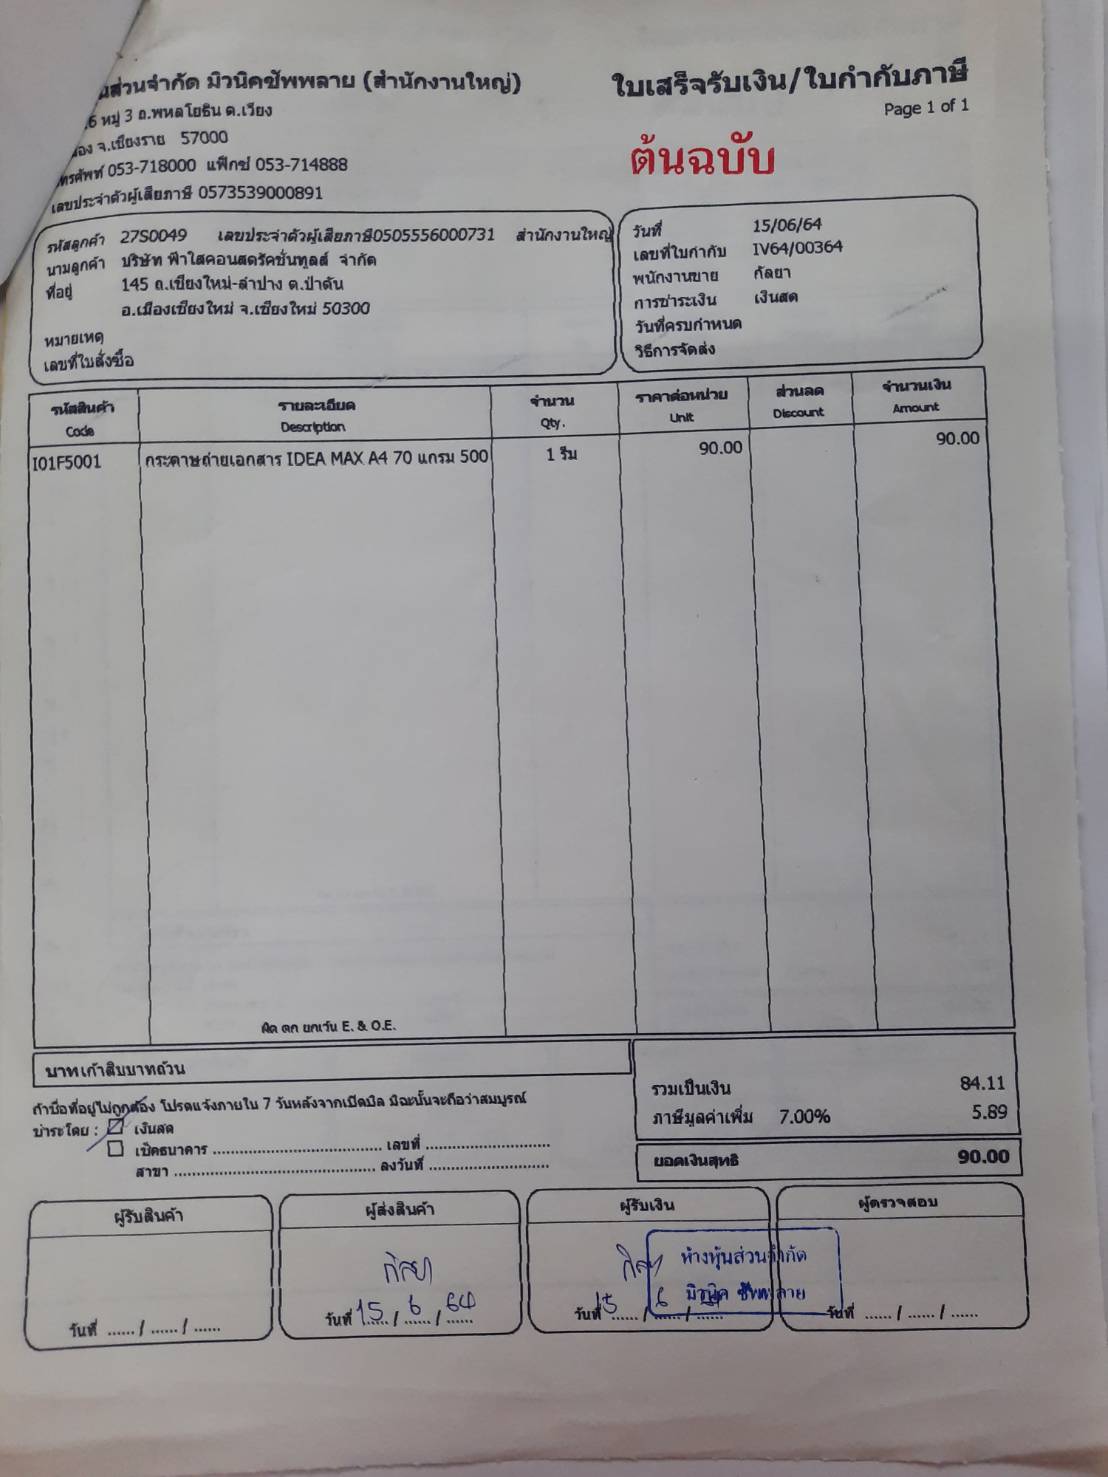 นส่วนจำกัด มิวนิคซัพพลาย (สำนักงานใหญ่)
ใบเสร็จรับเงิน/ใบกำกับภาษี
6 หมู่ 3 ถ.พหลโยธิน ต.เวียง
Page 1 of 1
จ.เชียงราย 57000
ต้นฉบับ
053-718000 แฟ็กซ์ 053-714888
เลขประจำตัวผู้เสียภาษี 0573539000891
รหัสลูกค้า 27S0049 เลขประจำตัวผู้เสียภาษี0505556000731 สำนักงานใหญ่
นามลูกค้า บริษัท ฟ้าใสคอนสตรัคชั่นทูลส์ จำกัด
ที่อยู่ 145 ถ.เชียงใหม่-ลำปาง ต.ป่าตัน
อ.เมืองเชียงใหม่ จ.เชียงใหม่ 50300
หมายเหตุ
เลขที่ใบสั่งซื้อ
วันที่ 15/06/64
เลขที่ใบกำกับ IV64/00364
พนักงานขาย กัลยา
การชำระเงิน เงินสด
วันที่ครบกำหนด
วิธีการจัดส่ง
รหัสสินค้า รายละเอียด จำนวน ราคาต่อหน่วย ส่วนลด จำนวนเงิน
Code Description Qty. Unit Discount Amount
I01F5001 กระดาษถ่ายเอกสาร IDEA MAX A4 70 แกรม 500 1 รีม 90.00 90.00
ผิด ตก ยกเว้น E. & O.E.
บาทเก้าสิบบาทถ้วน
รวมเป็นเงิน 84.11
ภาษีมูลค่าเพิ่ม 7.00% 5.89
ยอดเงินสุทธิ 90.00
ถ้าชื่อที่อยู่ไม่ถูกต้อง โปรดแจ้งภายใน 7 วันหลังจากเปิดบิล มิฉะนั้นจะถือว่าสมบูรณ์
ชำระโดย : เงินสด
เช็คธนาคาร ........................ เลขที่ ........................
สาขา ........................ ลงวันที่ ........................
ผู้รับสินค้า ผู้ส่งสินค้า ผู้รับเงิน ผู้ตรวจสอบ
กัลยา
ห้างหุ้นส่วนจำกัด
มิวนิค ซัพพลาย
วันที่ ...... / ...... / ...... วันที่ 15 / 6 / 64 วันที่ 15 / 6 / วันที่ ...... / ...... / ......